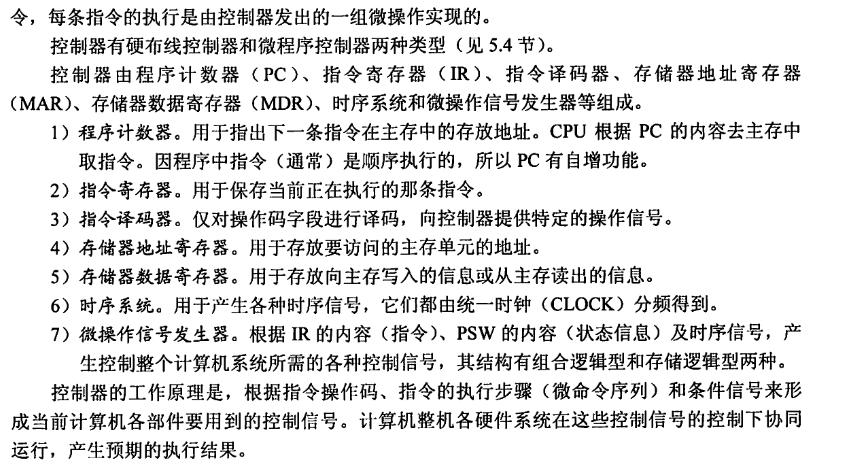 令，每条指令的执行是由控制器发出的一组微操作实现的。
控制器有硬布线控制器和微程序控制器两种类型（见 5.4 节）。
控制器由程序计数器（PC）、指令寄存器（IR）、指令译码器、存储器地址寄存器
（MAR）、存储器数据寄存器（MDR）、时序系统和微操作信号发生器等组成。
1）程序计数器。用于指出下一条指令在主存中的存放地址。CPU 根据 PC 的内容去主存中
取指令。因程序中指令（通常）是顺序执行的，所以 PC 有自增功能。
2）指令寄存器。用于保存当前正在执行的那条指令。
3）指令译码器。仅对操作码字段进行译码，向控制器提供特定的操作信号。
4）存储器地址寄存器。用于存放要访问的主存单元的地址。
5）存储器数据寄存器。用于存放向主存写入的信息或从主存读出的信息。
6）时序系统。用于产生各种时序信号，它们都由统一时钟（CLOCK）分频得到。
7）微操作信号发生器。根据 IR 的内容（指令）、PSW 的内容（状态信息）及时序信号，产
生控制整个计算机系统所需的各种控制信号，其结构有组合逻辑型和存储逻辑型两种。
控制器的工作原理是，根据指令操作码、指令的执行步骤（微命令序列）和条件信号来形
成当前计算机各部件要用到的控制信号。计算机整机各硬件系统在这些控制信号的控制下协同
运行，产生预期的执行结果。